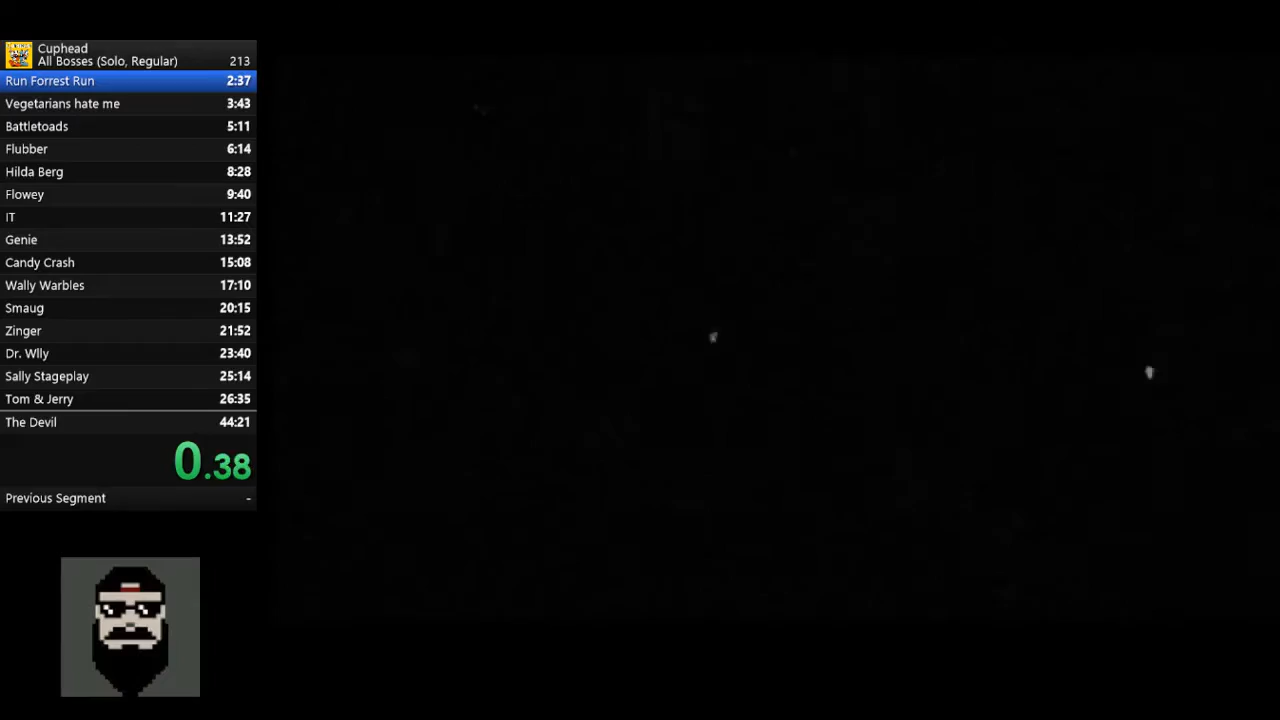 Cuphead
All Bosses (Solo, Regular) 213
Run Forrest Run 2:37
Vegetarians hate me 3:43
Battletoads 5:11
Flubber 6:14
Hilda Berg 8:28
Flowey 9:40
IT 11:27
Genie 13:52
Candy Crash 15:08
Wally Warbles 17:10
Smaug 20:15
Zinger 21:52
Dr. Wlly 23:40
Sally Stageplay 25:14
Tom & Jerry 26:35
The Devil 44:21
0.38
Previous Segment -